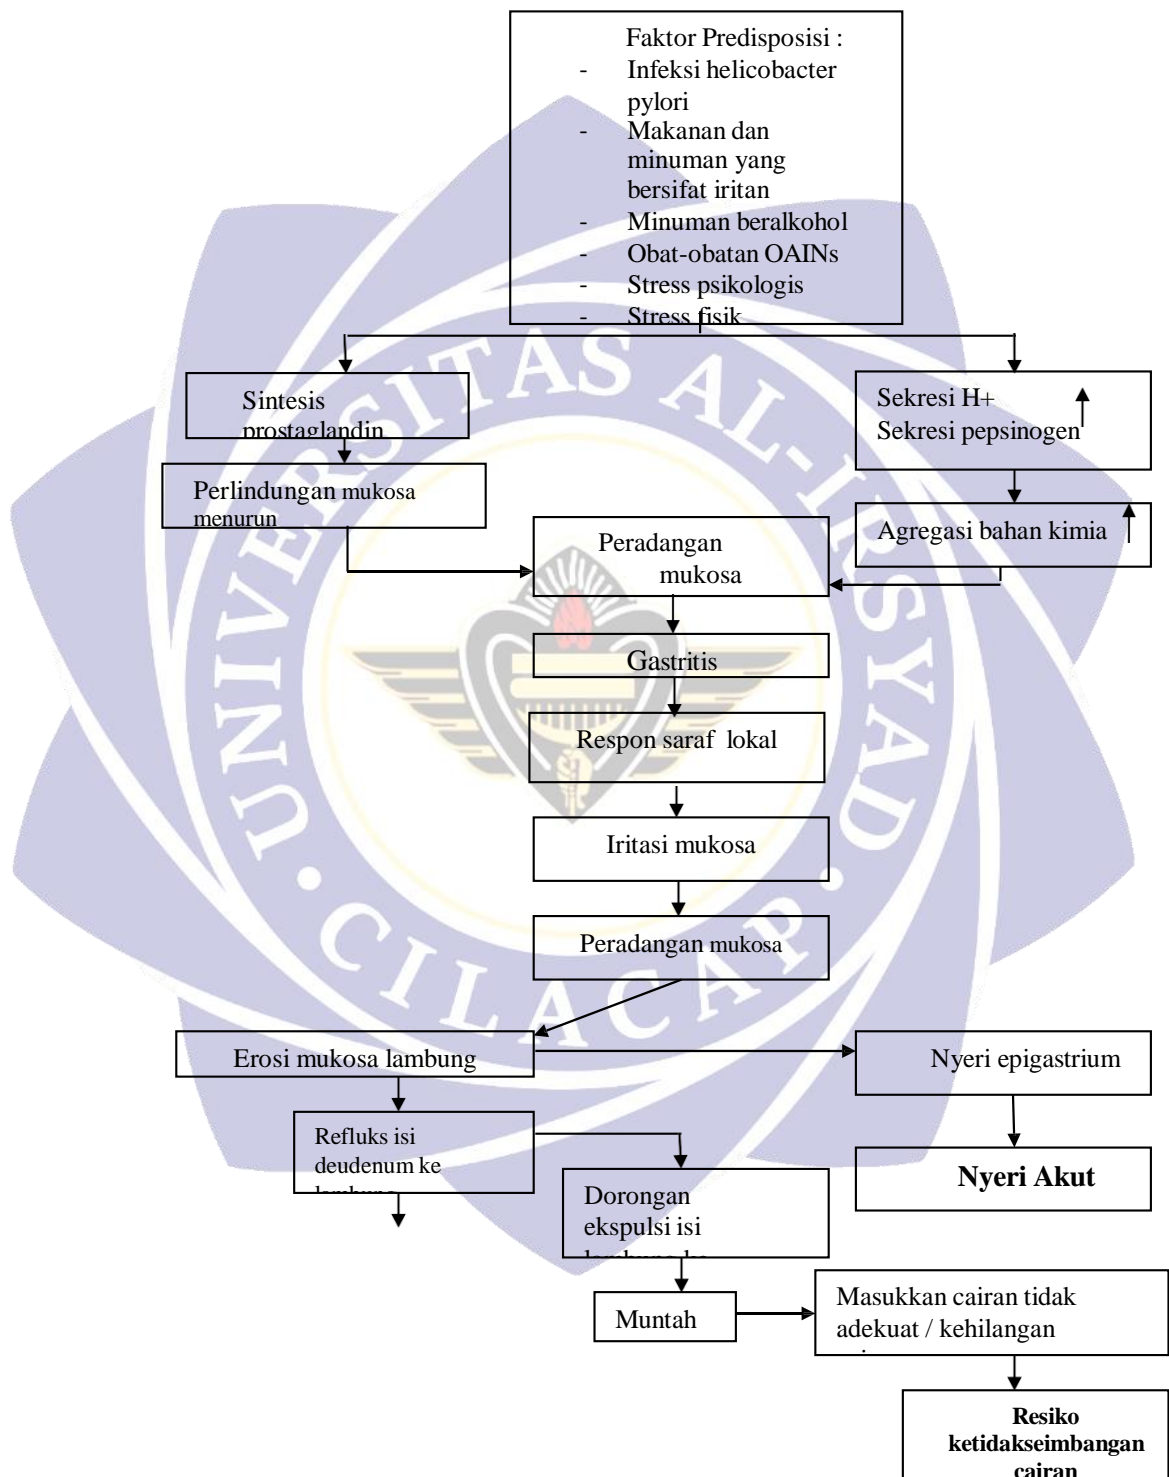 Faktor Predisposisi :
- Infeksi helicobacter
pylori
- Makanan dan
minuman yang
bersifat iritan
- Minuman beralkohol
- Obat-obatan OAINs
- Stress psikologis
- Stress fisik
Sintesis
prostaglandin
Sekresi H+
Sekresi pepsinogen
Perlindungan mukosa
menurun
Agregasi bahan kimia
Peradangan
mukosa
Gastritis
Respon saraf lokal
Iritasi mukosa
Peradangan mukosa
Erosi mukosa lambung
Nyeri epigastrium
Refluks isi
deudenum ke
lambung
Nyeri Akut
Dorongan
ekspulsi isi
lambung ke
Muntah
Masukkan cairan tidak
adekuat / kehilangan
Resiko
ketidakseimbangan
cairan
UNIVERSITAS AL-IRSYAD
CILACAP